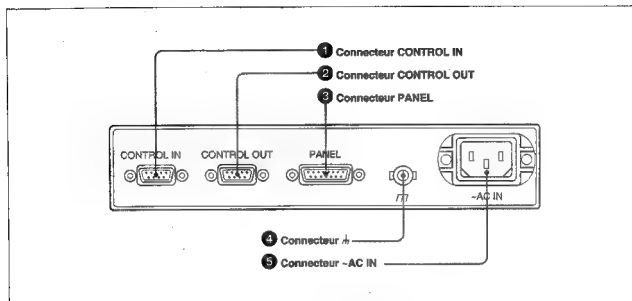 1 Connecteur CONTROL IN
2 Connecteur CONTROL OUT
3 Connecteur PANEL
CONTROL IN CONTROL OUT PANEL
~AC IN
4 Connecteur ⏚
5 Connecteur ~AC IN